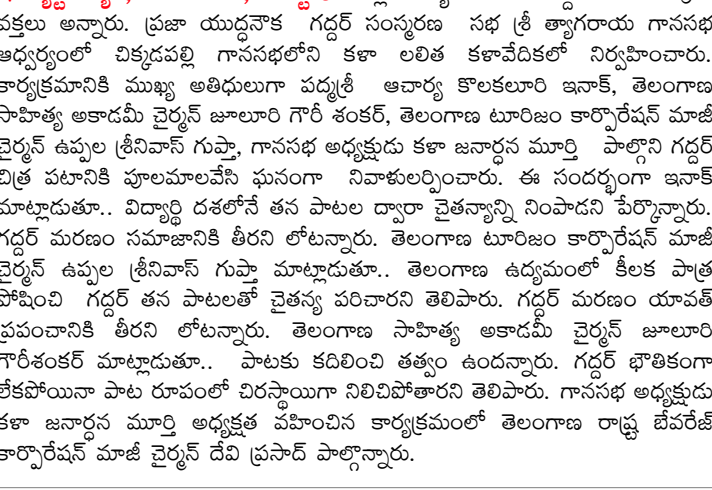 వక్తలు అన్నారు. ప్రజా యుద్ధనౌక గద్దర్ సంస్మరణ సభ శ్రీ త్యాగరాయ గానసభ
ఆధ్వర్యంలో చిక్కడపల్లి గానసభలోని కళా లలిత కళావేదికలో నిర్వహించారు.
కార్యక్రమానికి ముఖ్య అతిథులుగా పద్మశ్రీ ఆచార్య కొలకలూరి ఇనాక్, తెలంగాణ
సాహిత్య అకాడమీ చైర్మన్ జూలూరి గౌరీ శంకర్, తెలంగాణ టూరిజం కార్పొరేషన్ మాజీ
చైర్మన్ ఉప్పల శ్రీనివాస్ గుప్తా, గానసభ అధ్యక్షుడు కళా జనార్ధన మూర్తి పాల్గొని గద్దర్
చిత్ర పటానికి పూలమాలవేసి ఘనంగా నివాళులర్పించారు. ఈ సందర్భంగా ఇనాక్
మాట్లాడుతూ.. విద్యార్థి దశలోనే తన పాటల ద్వారా చైతన్యాన్ని నింపాడని పేర్కొన్నారు.
గద్దర్ మరణం సమాజానికి తీరని లోటన్నారు. తెలంగాణ టూరిజం కార్పొరేషన్ మాజీ
చైర్మన్ ఉప్పల శ్రీనివాస్ గుప్తా మాట్లాడుతూ.. తెలంగాణ ఉద్యమంలో కీలక పాత్ర
పోషించి గద్దర్ తన పాటలతో చైతన్య పరిచారని తెలిపారు. గద్దర్ మరణం యావత్
ప్రపంచానికి తీరని లోటన్నారు. తెలంగాణ సాహిత్య అకాడమీ చైర్మన్ జూలూరి
గౌరీశంకర్ మాట్లాడుతూ.. పాటకు కదిలించి తత్వం ఉందన్నారు. గద్దర్ భౌతికంగా
లేకపోయినా పాట రూపంలో చిరస్థాయిగా నిలిచిపోతారని తెలిపారు. గానసభ అధ్యక్షుడు
కళా జనార్ధన మూర్తి అధ్యక్షత వహించిన కార్యక్రమంలో తెలంగాణ రాష్ట్ర బేవరేజ్
కార్పొరేషన్ మాజీ చైర్మన్ దేవి ప్రసాద్ పాల్గొన్నారు.